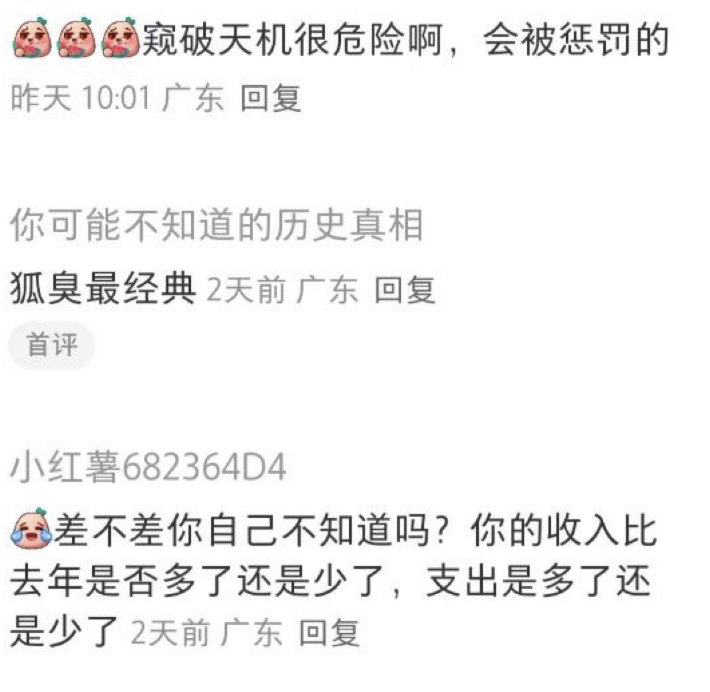 窥破天机很危险啊，会被惩罚的
昨天 10:01 广东 回复
你可能不知道的历史真相
狐臭最经典 2天前 广东 回复
首评
小红薯682364D4
差不差你自己不知道吗？你的收入比
去年是否多了还是少了，支出是多了还
是少了 2天前 广东 回复